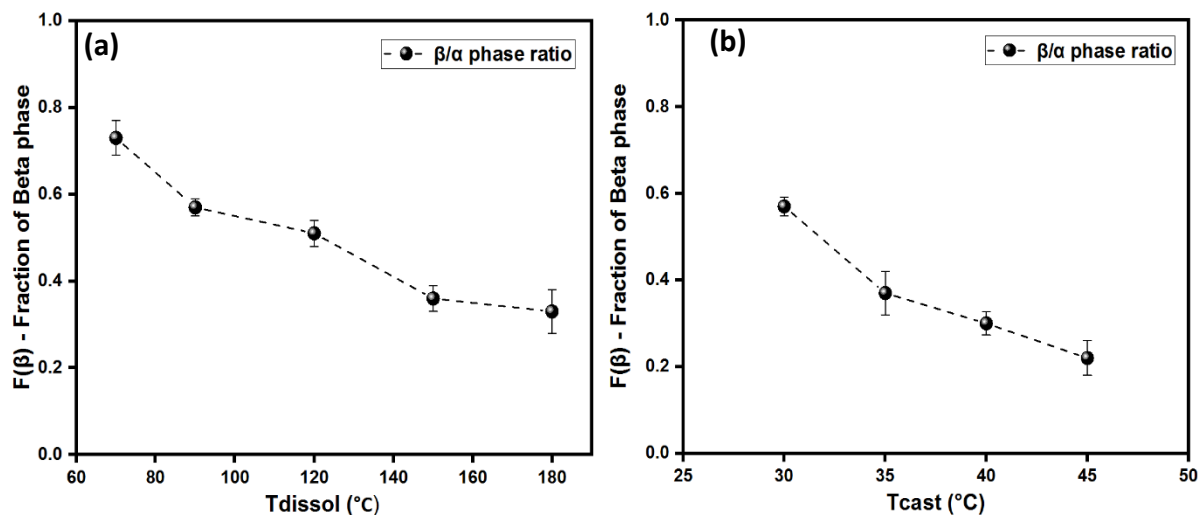 (a)
β/α phase ratio
F(β) - Fraction of Beta phase
1.0
0.8
0.6
0.4
0.2
0.0
60 80 100 120 140 160 180
Tdissol (°C)
(b)
β/α phase ratio
F(β) - Fraction of Beta phase
1.0
0.8
0.6
0.4
0.2
0.0
25 30 35 40 45 50
Tcast (°C)